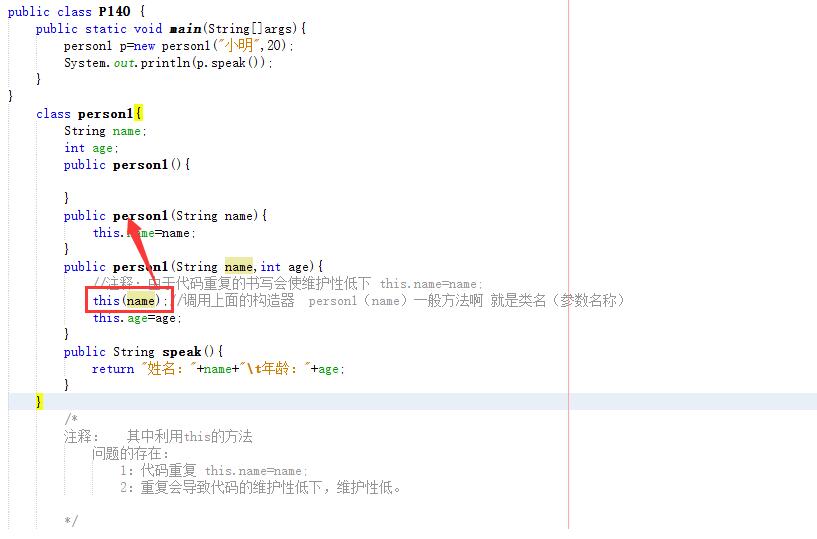 public class P140 {
public static void main(String[]args){
person1 p=new person1("小明",20);
System.out.println(p.speak());
}
}
class person1{
String name;
int age;
public person1(){
}
public person1(String name){
this.name=name;
}
public person1(String name,int age){
//注释：由于代码重复的书写会使维护性低下 this.name=name;
this(name);//调用上面的构造器 person1（name）一般方法啊 就是类名（参数名称）
this.age=age;
}
public String speak(){
return "姓名："+name+"\t年龄："+age;
}
}
/*
注释： 其中利用this的方法
问题的存在：
1：代码重复 this.name=name;
2：重复会导致代码的维护性低下，维护性低。
*/